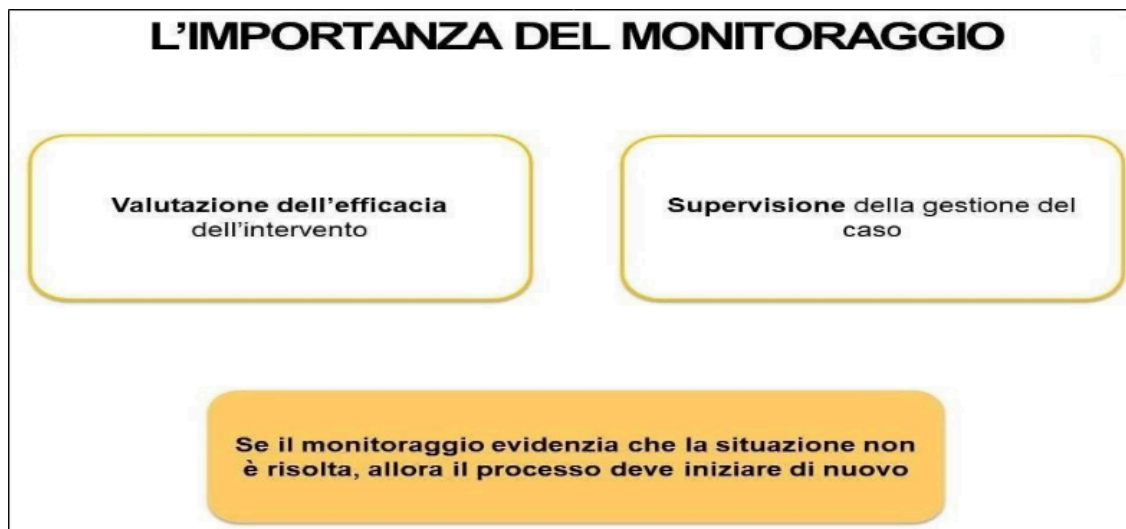 L'IMPORTANZA DEL MONITORAGGIO
Valutazione dell'efficacia
dell'intervento
Supervisione della gestione del
caso
Se il monitoraggio evidenzia che la situazione non
è risolta, allora il processo deve iniziare di nuovo